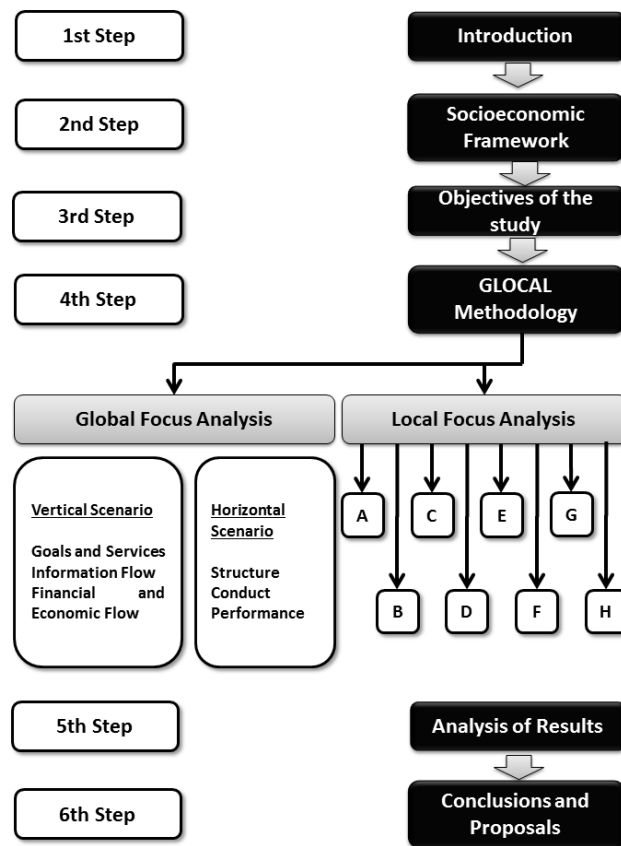 1st Step
Introduction
2nd Step
Socioeconomic
Framework
3rd Step
Objectives of the
study
4th Step
GLOCAL
Methodology
Global Focus Analysis
Local Focus Analysis
Vertical Scenario
Goals and Services
Information Flow
Financial and
Economic Flow
Horizontal
Scenario
Structure
Conduct
Performance
A
C
E
G
B
D
F
H
5th Step
Analysis of Results
6th Step
Conclusions and
Proposals